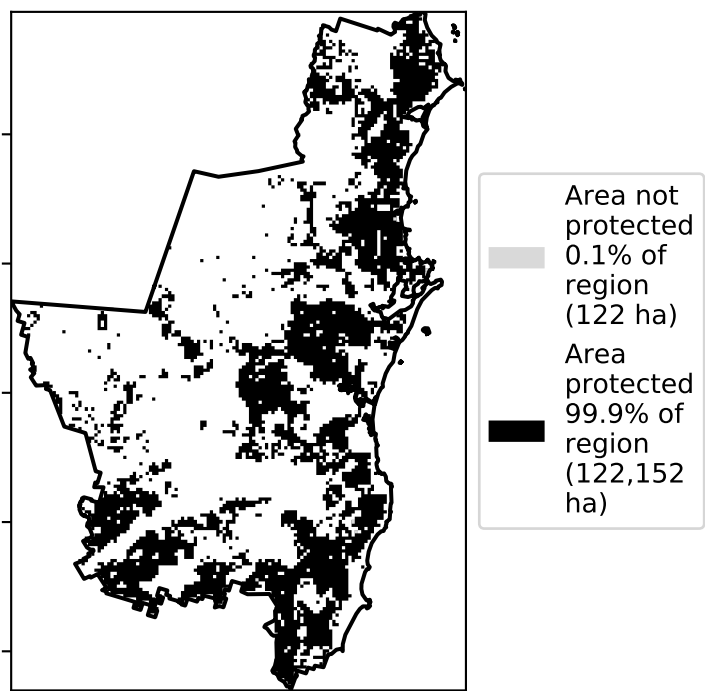 Area not
protected
0.1% of
region
(122 ha)
Area
protected
99.9% of
region
(122,152
ha)